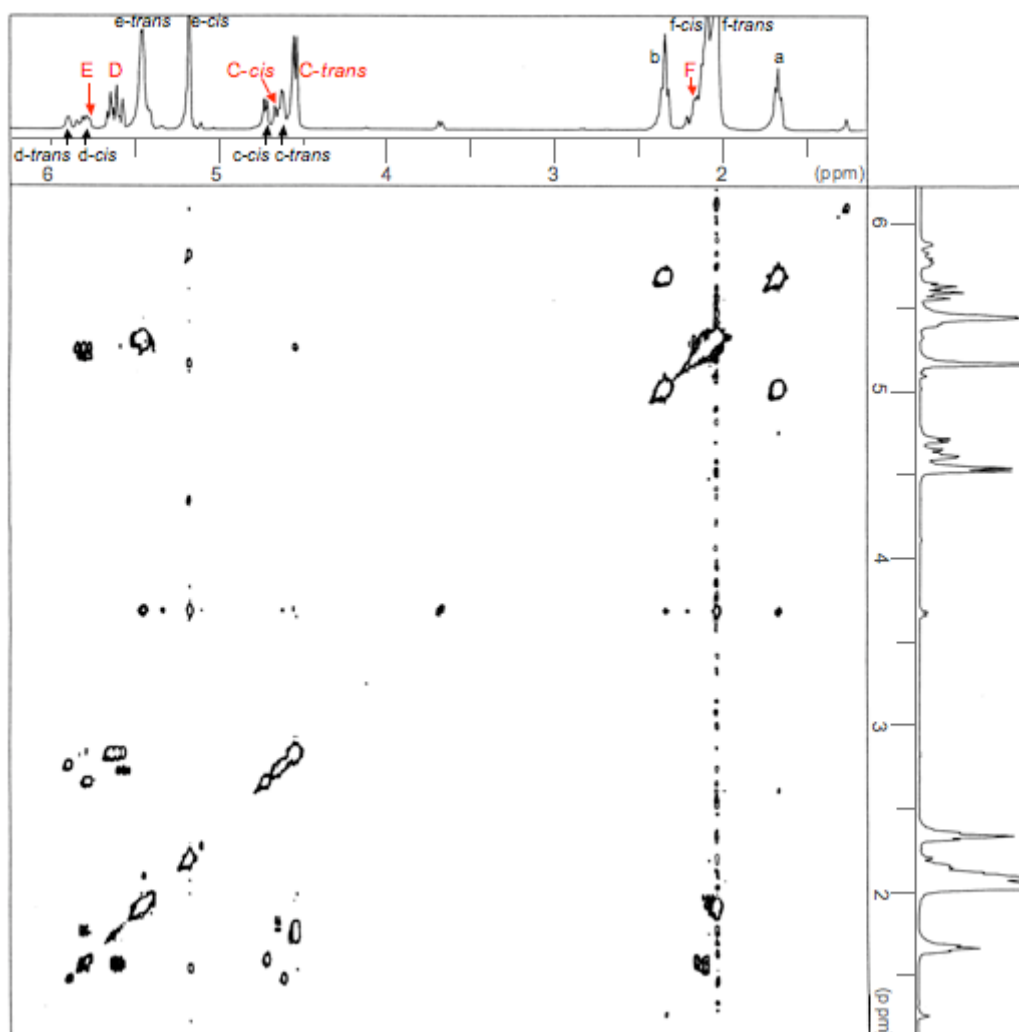 e-trans e-cis f-cis f-trans
E D C-cis C-trans b F a
d-trans d-cis c-cis c-trans
6 5 4 3 2 (ppm)
6
5
4
3
2
(ppm)